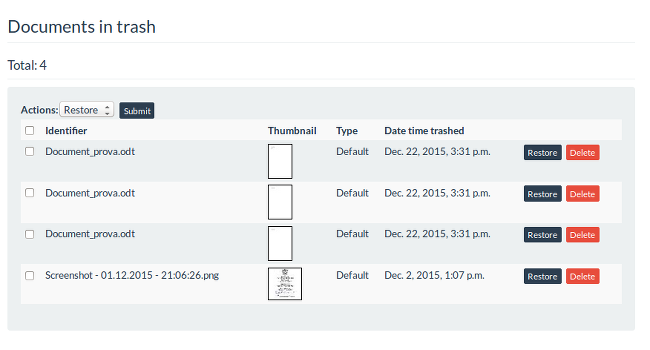 Documents in trash
Total: 4
Actions: Restore Submit
Identifier Thumbnail Type Date time trashed
Document_prova.odt Default Dec. 22, 2015, 3:31 p.m. Restore Delete
Document_prova.odt Default Dec. 22, 2015, 3:31 p.m. Restore Delete
Document_prova.odt Default Dec. 22, 2015, 3:31 p.m. Restore Delete
Screenshot - 01.12.2015 - 21:06:26.png Default Dec. 2, 2015, 1:07 p.m. Restore Delete